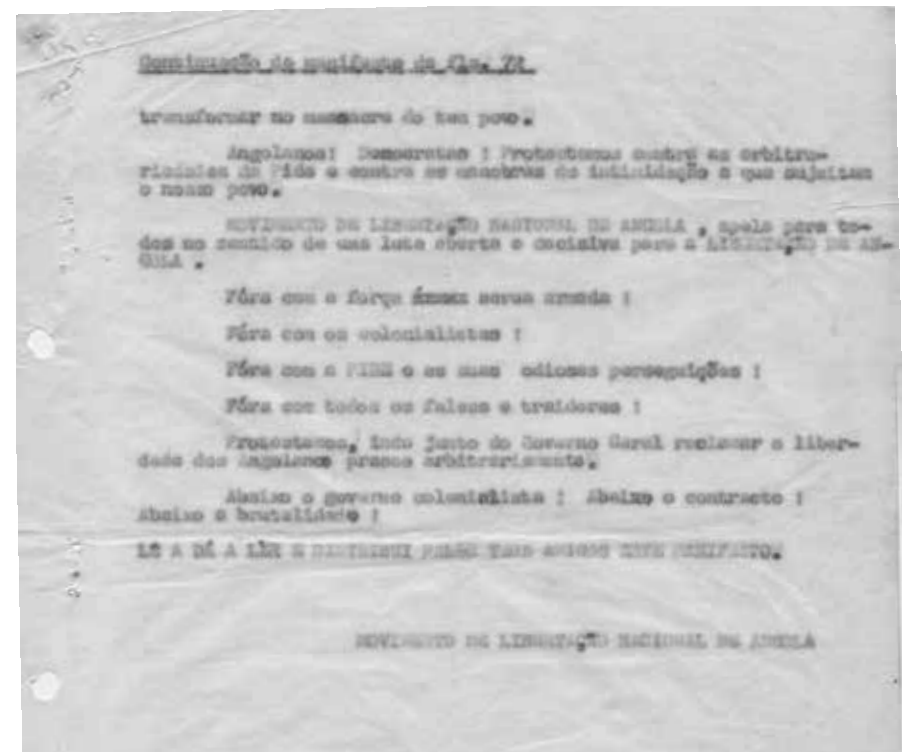 Continuação do manifesto de fls. 72
transformar no massacre do teu povo.
Angolanos! Democratas ! Protestemos contra as arbitra-
riedades da Pide e contra as manobras de intimidação a que sujeitam
o nosso povo.
MOVIMENTO DE LIBERTAÇÃO NACIONAL DE ANGOLA , apela para to-
dos no sentido de uma luta aberta e decisiva para a LIBERTAÇÃO DE AN-
GOLA .
Fóra com a força armada !
Fóra com os colonialistas !
Fóra com a PIDE e as suas odiosas perseguições !
Fóra com todos os falsos e traidores !
Protestemos, indo junto do Governo Geral reclamar a liber-
dade dos Angolanos presos arbitrariamente.
Abaixo o governo colonialista ! Abaixo o contracto !
Abaixo a brutalidade !
LÊ A DÁ A LÊR E DISTRIBUI PELOS TEUS AMIGOS ESTE MANIFESTO.
MOVIMENTO DE LIBERTAÇÃO NACIONAL DE ANGOLA